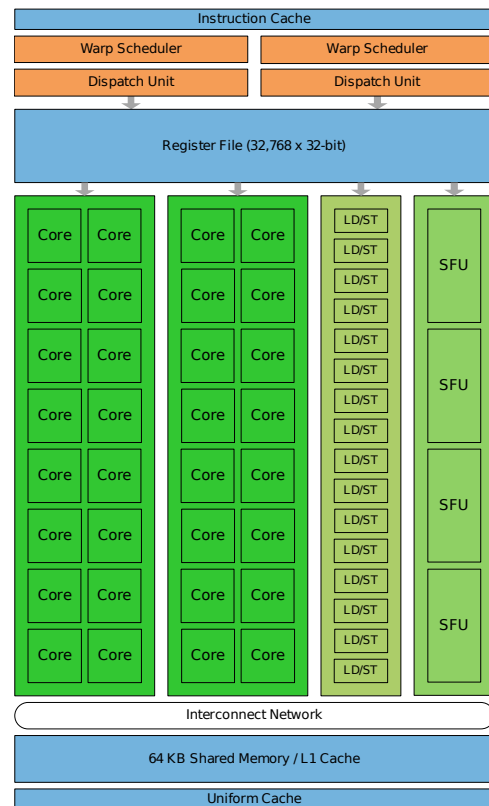 Instruction Cache
Warp Scheduler Warp Scheduler
Dispatch Unit Dispatch Unit
Register File (32,768 x 32-bit)
Core Core Core Core LD/ST SFU
LD/ST
Core Core Core Core LD/ST
LD/ST
Core Core Core Core LD/ST SFU
LD/ST
Core Core Core Core LD/ST
LD/ST
Core Core Core Core LD/ST SFU
LD/ST
Core Core Core Core LD/ST
LD/ST
Core Core Core Core LD/ST SFU
LD/ST
Core Core Core Core LD/ST
LD/ST
Interconnect Network
64 KB Shared Memory / L1 Cache
Uniform Cache